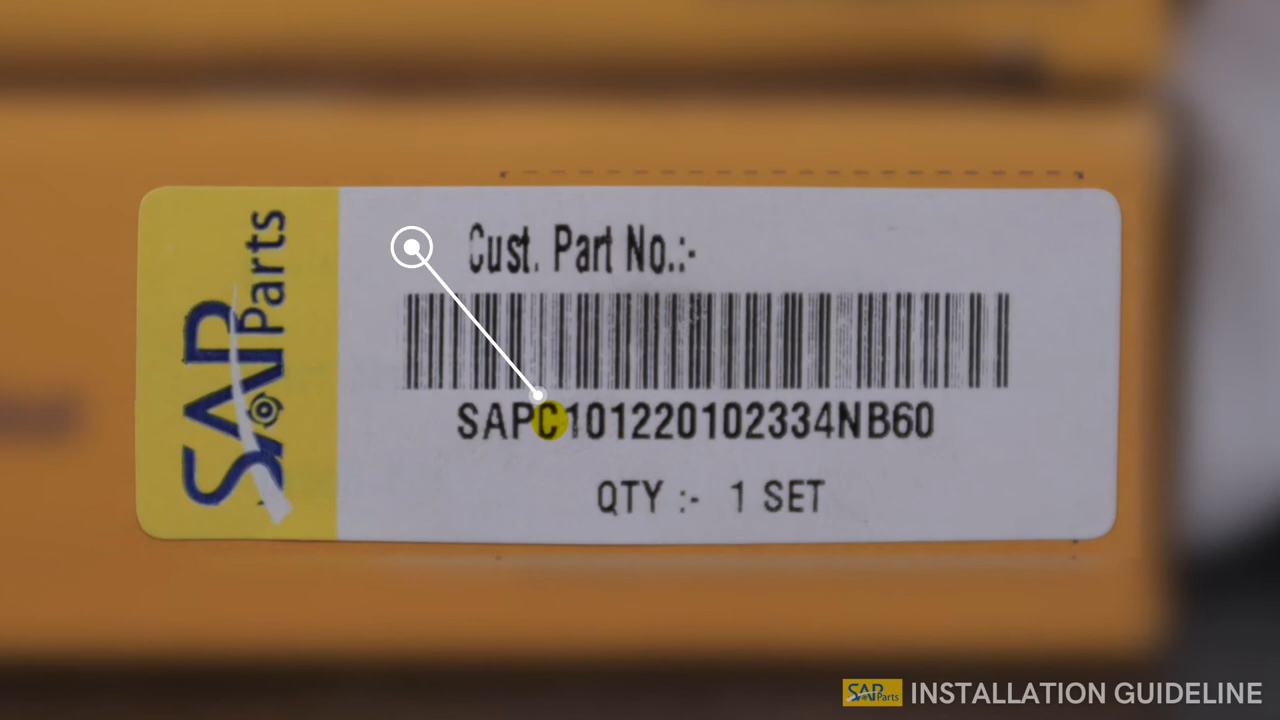 SAP Parts
Cust. Part No.:-
SAPC101220102334NB60
QTY :- 1 SET
SAP Parts INSTALLATION GUIDELINE